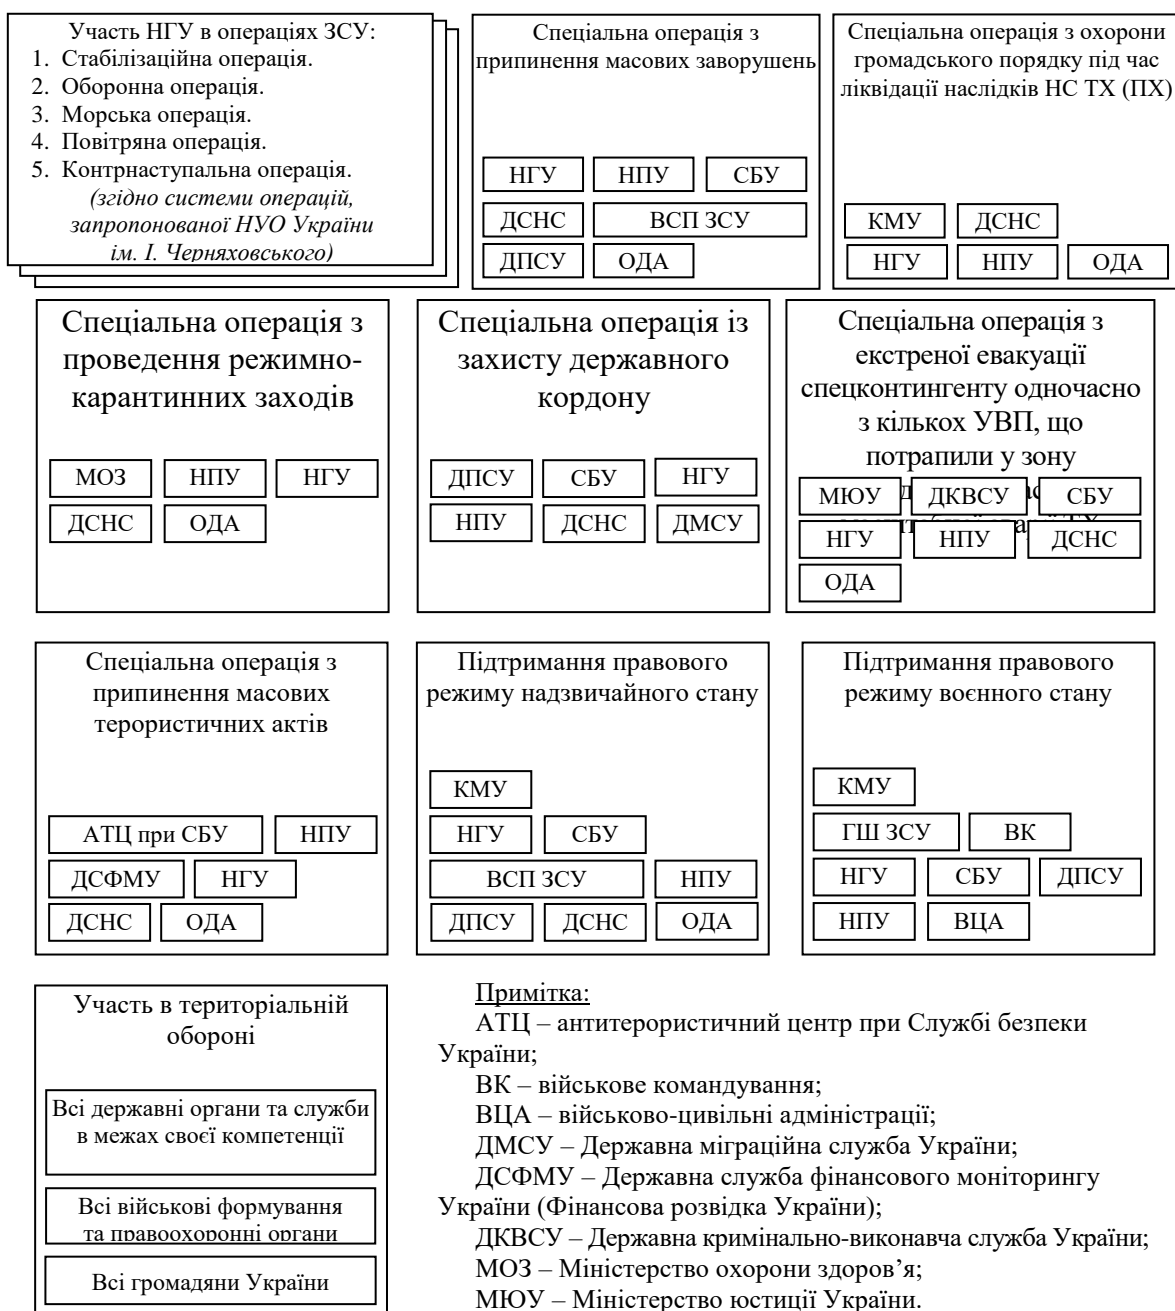 Участь НГУ в операціях ЗСУ:
1. Стабілізаційна операція.
2. Оборонна операція.
3. Морська операція.
4. Повітряна операція.
5. Контрнаступальна операція.
(згідно системи операцій,
запропонованої НУО України
ім. І. Черняховського)
Спеціальна операція з
припинення масових заворушень
НГУ НПУ СБУ
ДСНС ВСП ЗСУ
ДПСУ ОДА
Спеціальна операція з охорони
громадського порядку під час
ліквідації наслідків НС ТХ (ПХ)
КМУ ДСНС
НГУ НПУ ОДА
Спеціальна операція з
проведення режимно-
карантинних заходів
МОЗ НПУ НГУ
ДСНС ОДА
Спеціальна операція із
захисту державного
кордону
ДПСУ СБУ НГУ
НПУ ДСНС ДМСУ
Спеціальна операція з
екстреної евакуації
спецконтингенту одночасно
з кількох УВП, що
потрапили у зону
МЮУ ДКВСУ СБУ
НГУ НПУ ДСНС
ОДА
Спеціальна операція з
припинення масових
терористичних актів
АТЦ при СБУ НПУ
ДСФМУ НГУ
ДСНС ОДА
Підтримання правового
режиму надзвичайного стану
КМУ
НГУ СБУ
ВСП ЗСУ НПУ
ДПСУ ДСНС ОДА
Підтримання правового
режиму воєнного стану
КМУ
ГШ ЗСУ ВК
НГУ СБУ ДПСУ
НПУ ВЦА
Участь в територіальній
обороні
Всі державні органи та служби
в межах своєї компетенції
Всі військові формування
та правоохоронні органи
Всі громадяни України
Примітка:
АТЦ – антитерористичний центр при Службі безпеки
України;
ВК – військове командування;
ВЦА – військово-цивільні адміністрації;
ДМСУ – Державна міграційна служба України;
ДСФМУ – Державна служба фінансового моніторингу
України (Фінансова розвідка України);
ДКВСУ – Державна кримінально-виконавча служба України;
МОЗ – Міністерство охорони здоров’я;
МЮУ – Міністерство юстиції України.